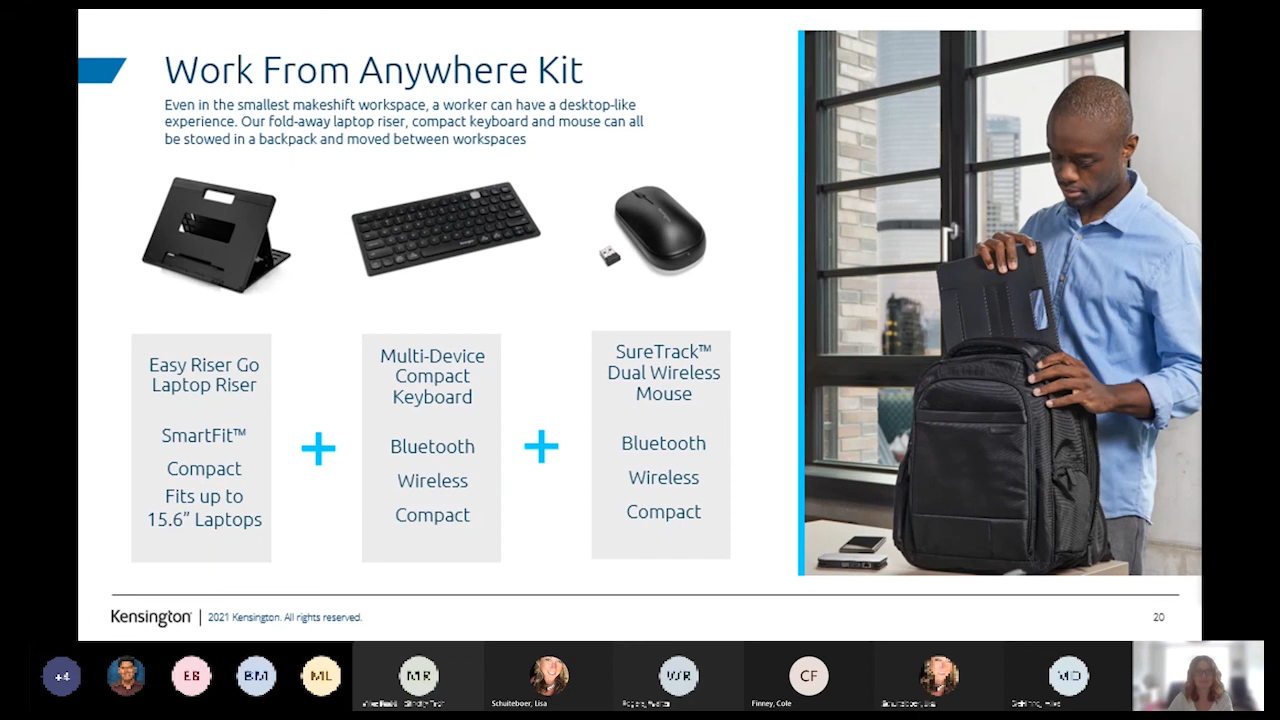 Work From Anywhere Kit
Even in the smallest makeshift workspace, a worker can have a desktop-like
experience. Our fold-away laptop riser, compact keyboard and mouse can all
be stowed in a backpack and moved between workspaces
Easy Riser Go
Laptop Riser
SmartFit™
Compact
Fits up to
15.6” Laptops
+
Multi-Device
Compact
Keyboard
Bluetooth
Wireless
Compact
+
SureTrack™
Dual Wireless
Mouse
Bluetooth
Wireless
Compact
Kensington
2021 Kensington. All rights reserved.
20
+4
BM
ML
MR
Schuiteboer, Lisa
WR
CF
Finney, Cole
Schuiteboer, Lisa